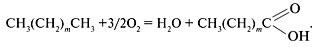 CH₃(CH₂)ₘCH₃ +3/2O₂ = H₂O + CH₃(CH₂)ₘC(=O)OH.